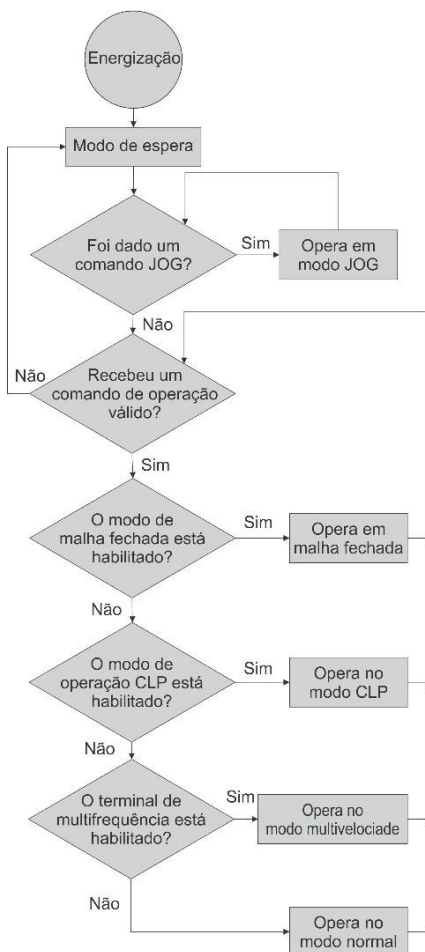 Energização
Modo de espera
Foi dado um
comando JOG?
Sim
Opera em
modo JOG
Não
Não
Recebeu um
comando de operação
válido?
Sim
O modo de
malha fechada está
habilitado?
Sim
Opera em
malha fechada
Não
O modo de
operação CLP está
habilitado?
Sim
Opera no
modo CLP
Não
O terminal de
multifrequência está
habilitado?
Sim
Opera no
modo multivelociade
Não
Opera no
modo normal